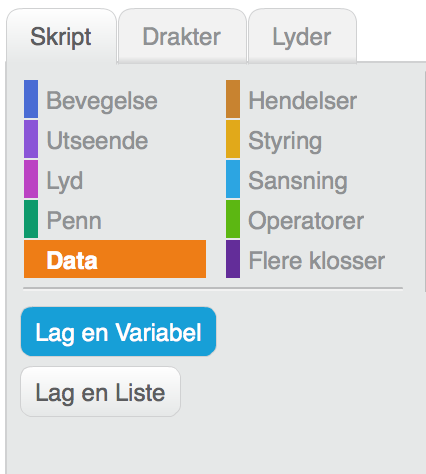 Skript Drakter Lyder
Bevegelse Hendelser
Utseende Styring
Lyd Sansning
Penn Operatorer
Data Flere klosser
Lag en Variabel
Lag en Liste